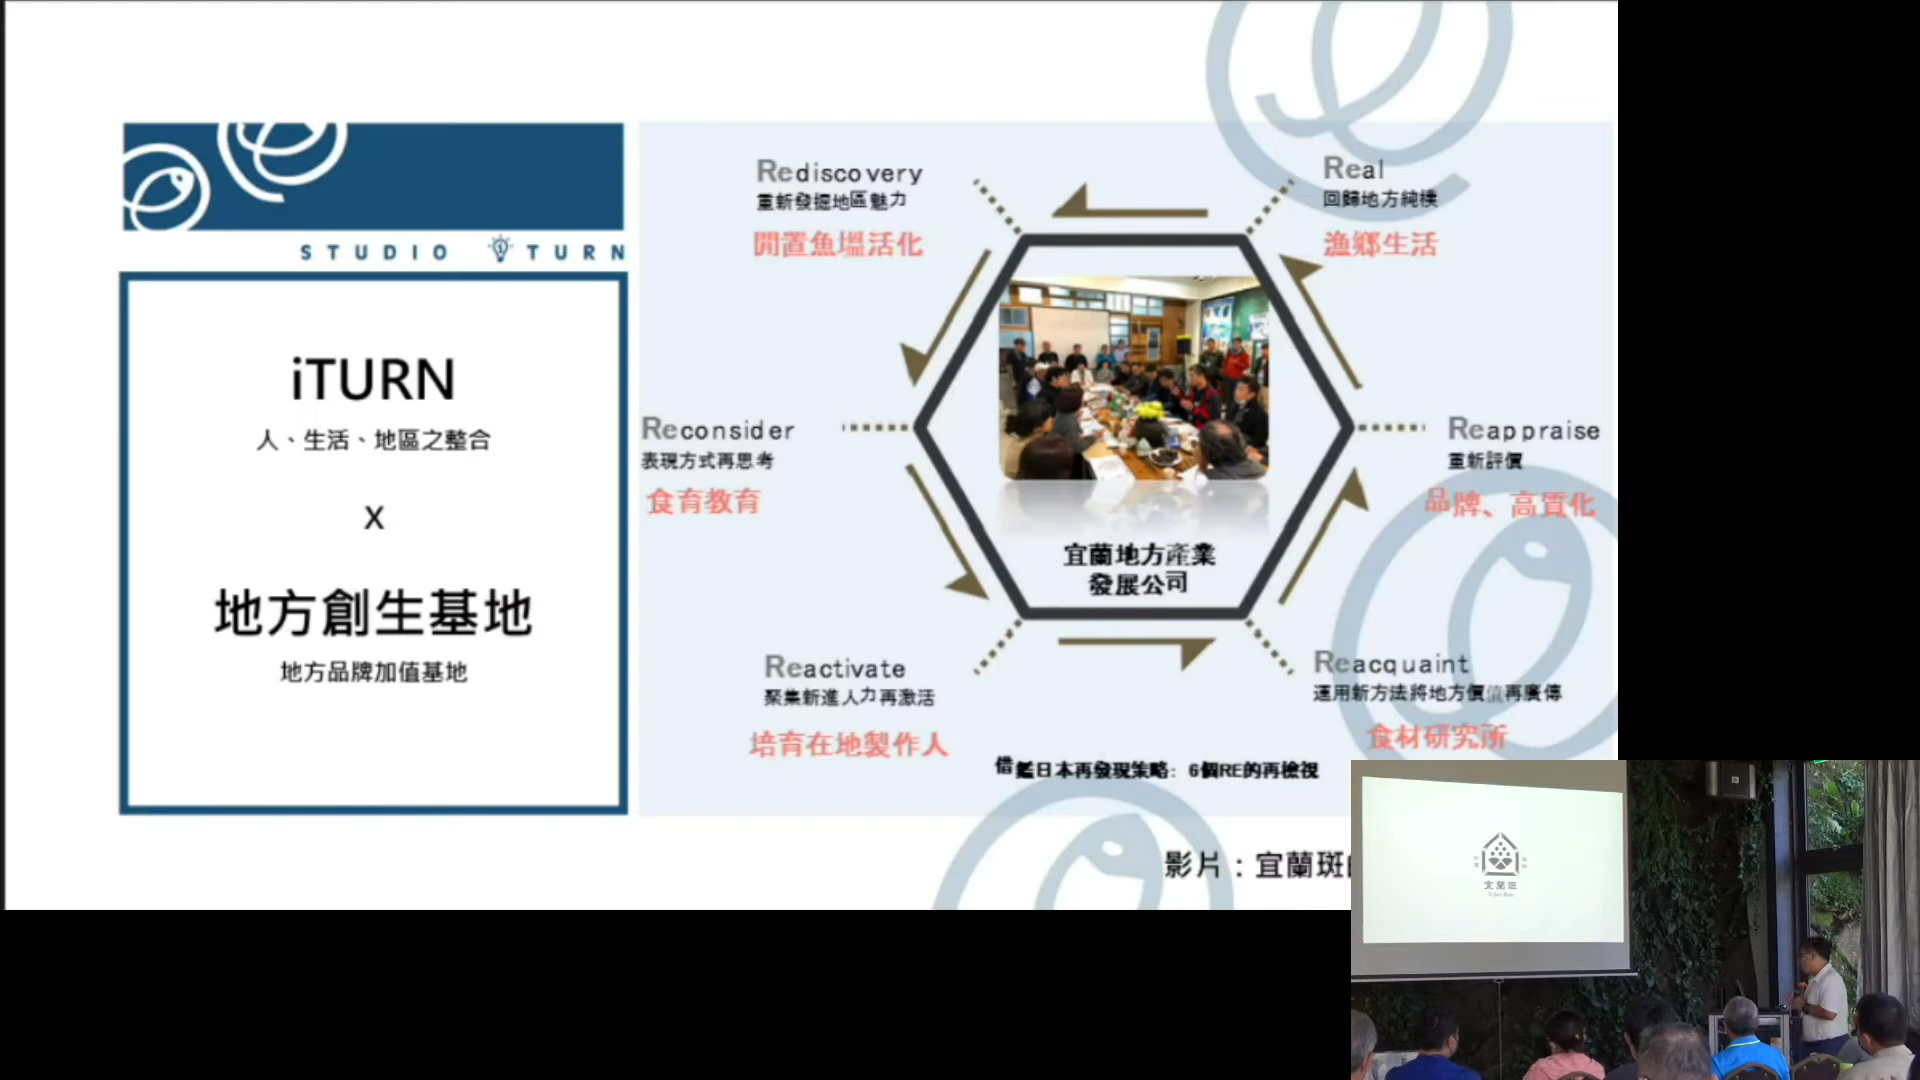 STUDIO TURN
iTURN
人、生活、地區之整合
x
地方創生基地
地方品牌加值基地
Rediscovery
重新發掘地區魅力
閒置魚塭活化
Real
回歸地方純樸
漁鄉生活
Reconsider
表現方式再思考
食育教育
Reappraise
重新評價
品牌、高質化
宜蘭地方產業
發展公司
Reactivate
聚集新進人力再激活
培育在地製作人
Reacquaint
運用新方法將地方價值再廣傳
食材研究所
借鑑日本再發現策略: 6個RE的再檢視
影片：宜蘭斑
宜蘭斑